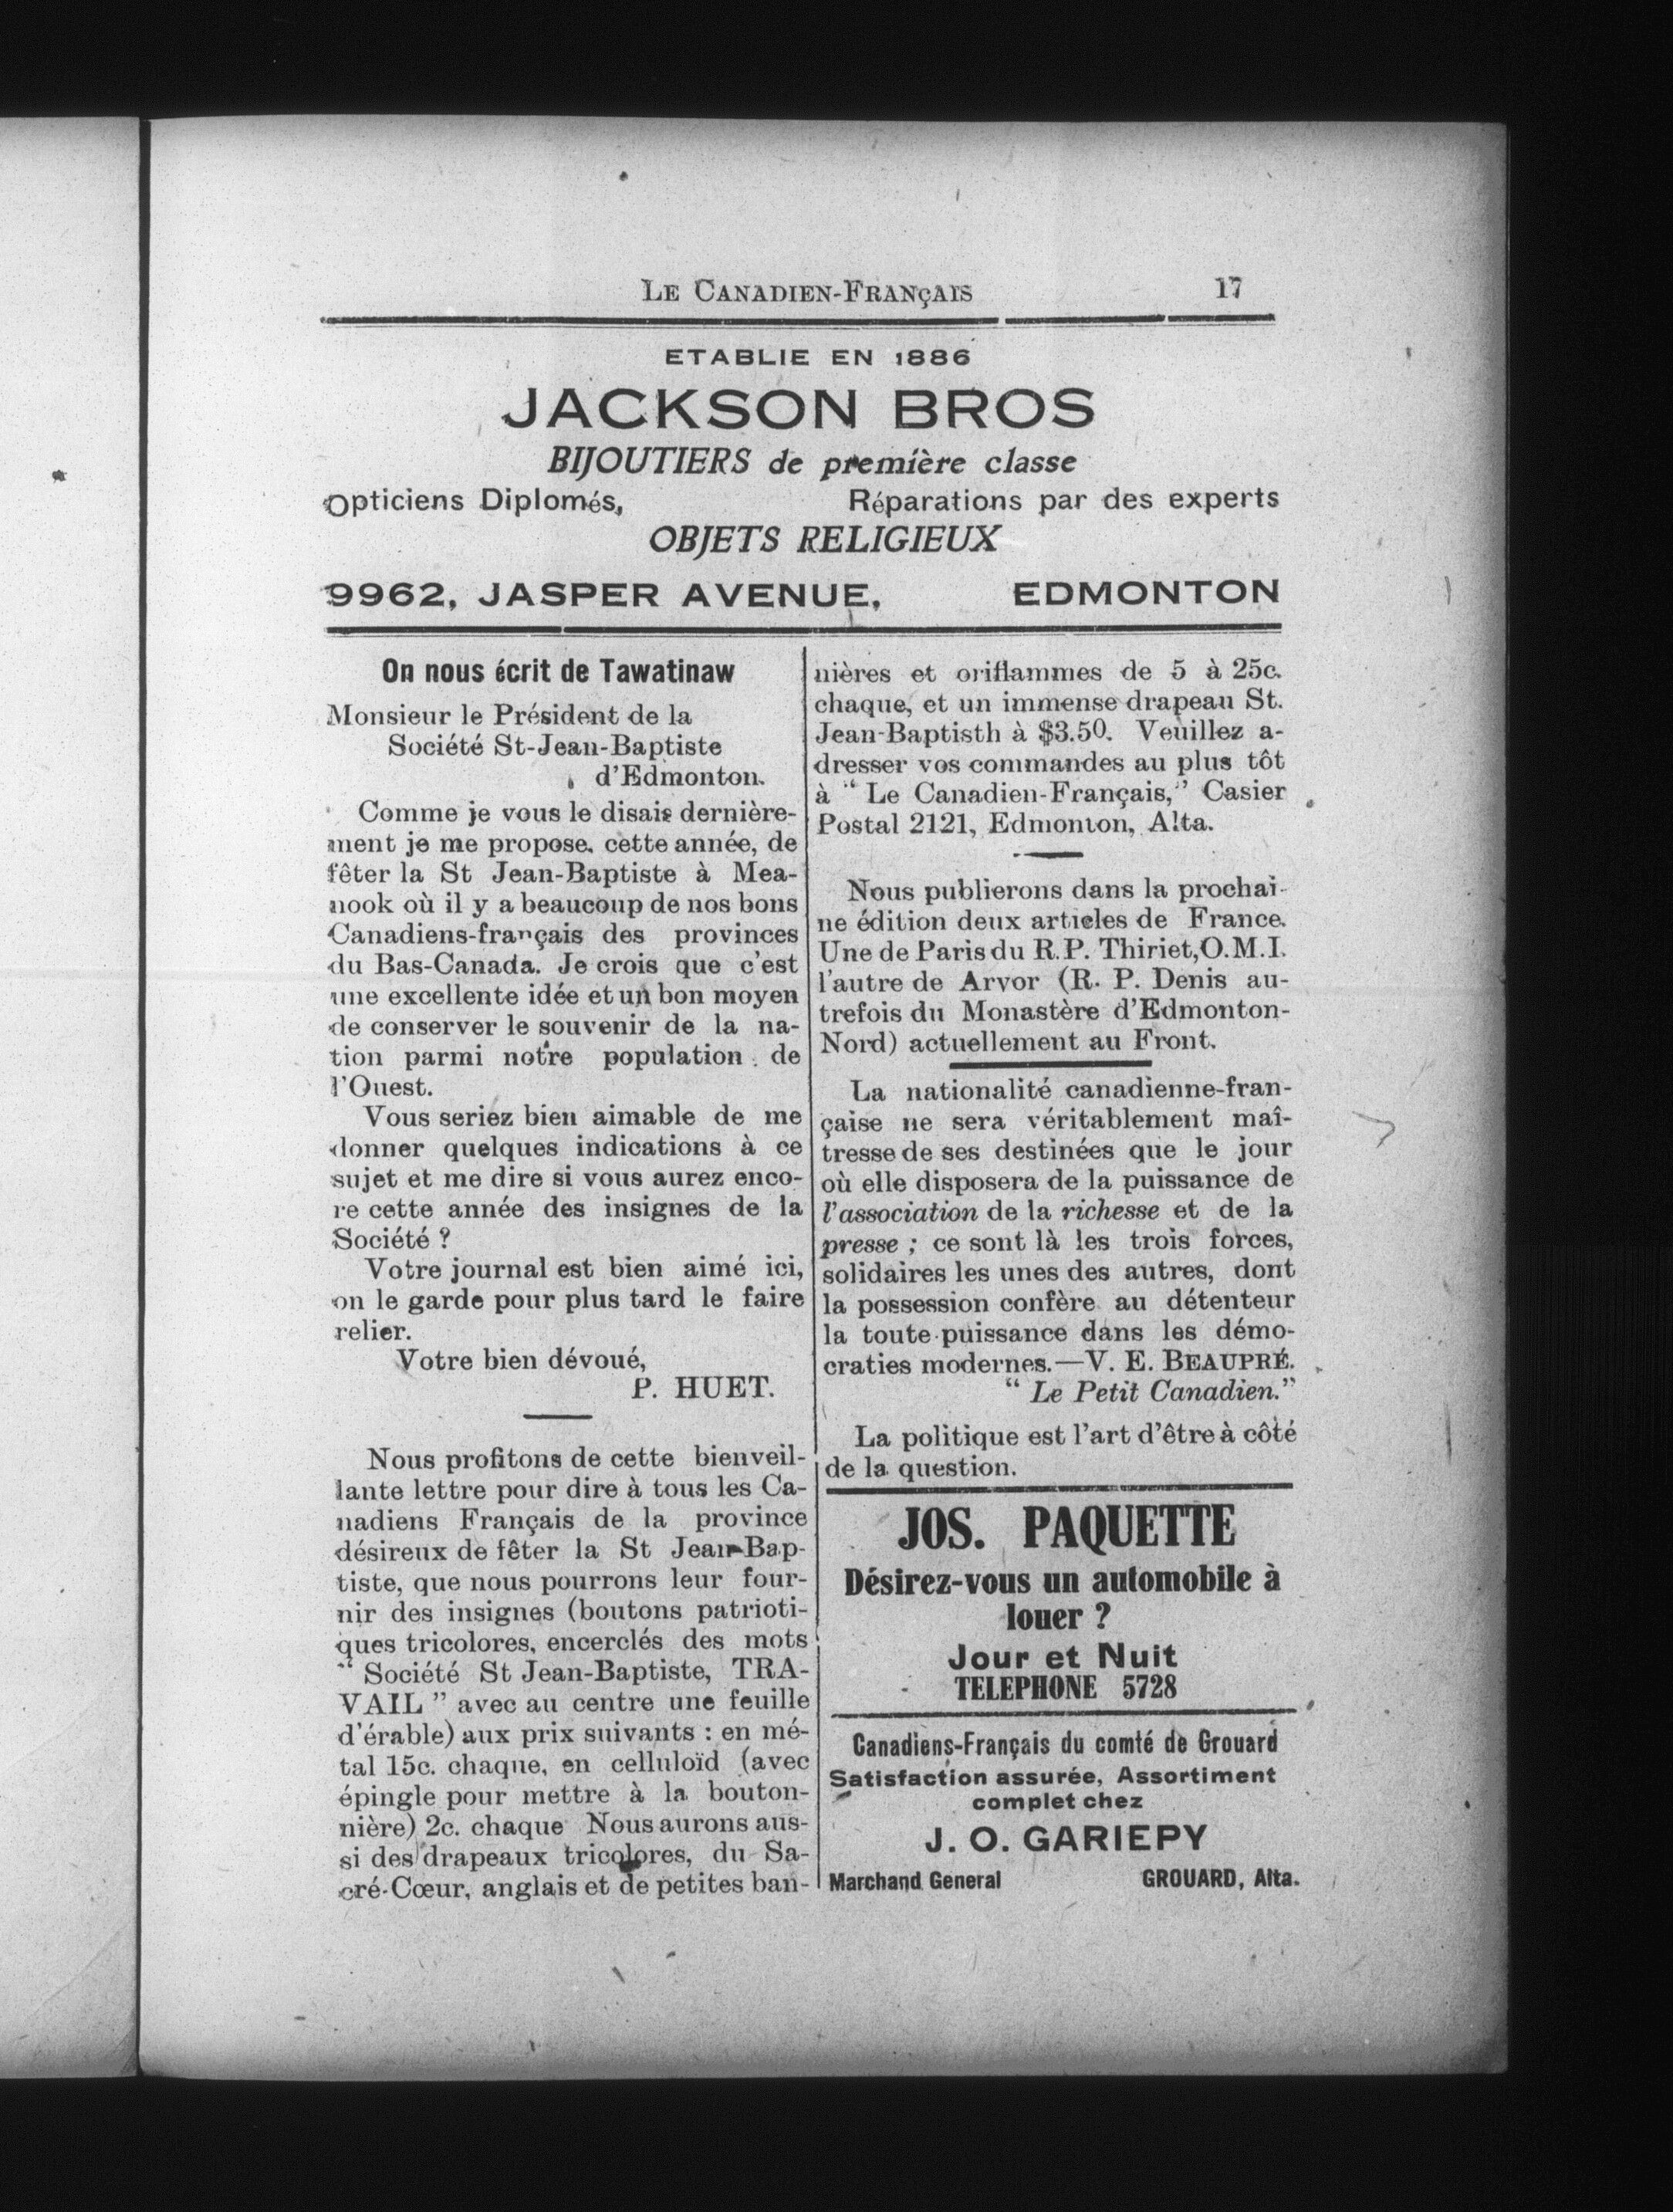 LE CANADIEN-FRANÇAIS 17
ETABLIE EN 1886
JACKSON BROS
BIJOUTIERS de première classe
Opticiens Diplomés, Réparations par des experts
OBJETS RELIGIEUX
9962, JASPER AVENUE, EDMONTON
On nous écrit de Tawatinaw
Monsieur le Président de la
Société St-Jean-Baptiste
d'Edmonton.
Comme je vous le disais dernière-
ment je me propose, cette année, de
fêter la St Jean-Baptiste à Mea-
nook où il y a beaucoup de nos bons
Canadiens-français des provinces
du Bas-Canada. Je crois que c'est
une excellente idée et un bon moyen
de conserver le souvenir de la na-
tion parmi notre population de
l'Ouest.
Vous seriez bien aimable de me
donner quelques indications à ce
sujet et me dire si vous aurez enco-
re cette année des insignes de la
Société ?
Votre journal est bien aimé ici,
on le garde pour plus tard le faire
relier.
Votre bien dévoué,
P. HUET.
Nous profitons de cette bienveil-
lante lettre pour dire à tous les Ca-
nadiens Français de la province
désireux de fêter la St Jean-Bap-
tiste, que nous pourrons leur four-
nir des insignes (boutons patrioti-
ques tricolores, encerclés des mots
" Société St Jean-Baptiste, TRA-
VAIL " avec au centre une feuille
d'érable) aux prix suivants : en mé-
tal 15c. chaque, en celluloïd (avec
épingle pour mettre à la bouton-
nière) 2c. chaque Nous aurons aus-
si des drapeaux tricolores, du Sa-
cré-Cœur, anglais et de petites ban-
nières et oriflammes de 5 à 25c.
chaque, et un immense drapeau St.
Jean-Baptisth à $3.50. Veuillez a-
dresser vos commandes au plus tôt
à " Le Canadien-Français," Casier
Postal 2121, Edmonton, Alta.
Nous publierons dans la prochai-
ne édition deux articles de France.
Une de Paris du R.P. Thiriet,O.M.I.
l'autre de Arvor (R. P. Denis au-
trefois du Monastère d'Edmonton-
Nord) actuellement au Front.
La nationalité canadienne-fran-
çaise ne sera véritablement maî-
tresse de ses destinées que le jour
où elle disposera de la puissance de
l'association de la richesse et de la
presse ; ce sont là les trois forces,
solidaires les unes des autres, dont
la possession confère au détenteur
la toute-puissance dans les démo-
craties modernes.—V. E. BEAUPRÉ.
" Le Petit Canadien."
La politique est l'art d'être à côté
de la question.
JOS. PAQUETTE
Désirez-vous un automobile à
louer ?
Jour et Nuit
TELEPHONE 5728
Canadiens-Français du comté de Grouard
Satisfaction assurée, Assortiment
complet chez
J. O. GARIEPY
Marchand General GROUARD, Alta.